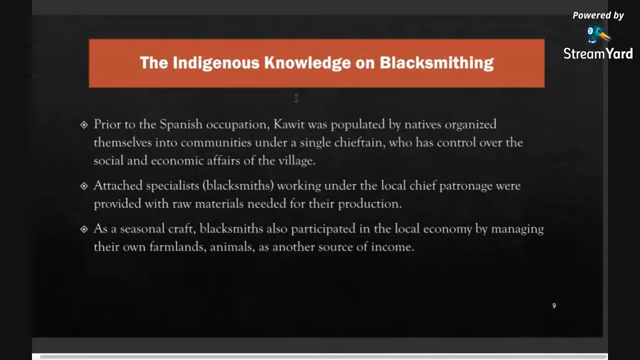 Powered by
StreamYard
The Indigenous Knowledge on Blacksmithing
Prior to the Spanish occupation, Kawit was populated by natives organized
themselves into communities under a single chieftain, who has control over the
social and economic affairs of the village.
Attached specialists (blacksmiths) working under the local chief patronage were
provided with raw materials needed for their production.
As a seasonal craft, blacksmiths also participated in the local economy by managing
their own farmlands, animals, as another source of income.
9